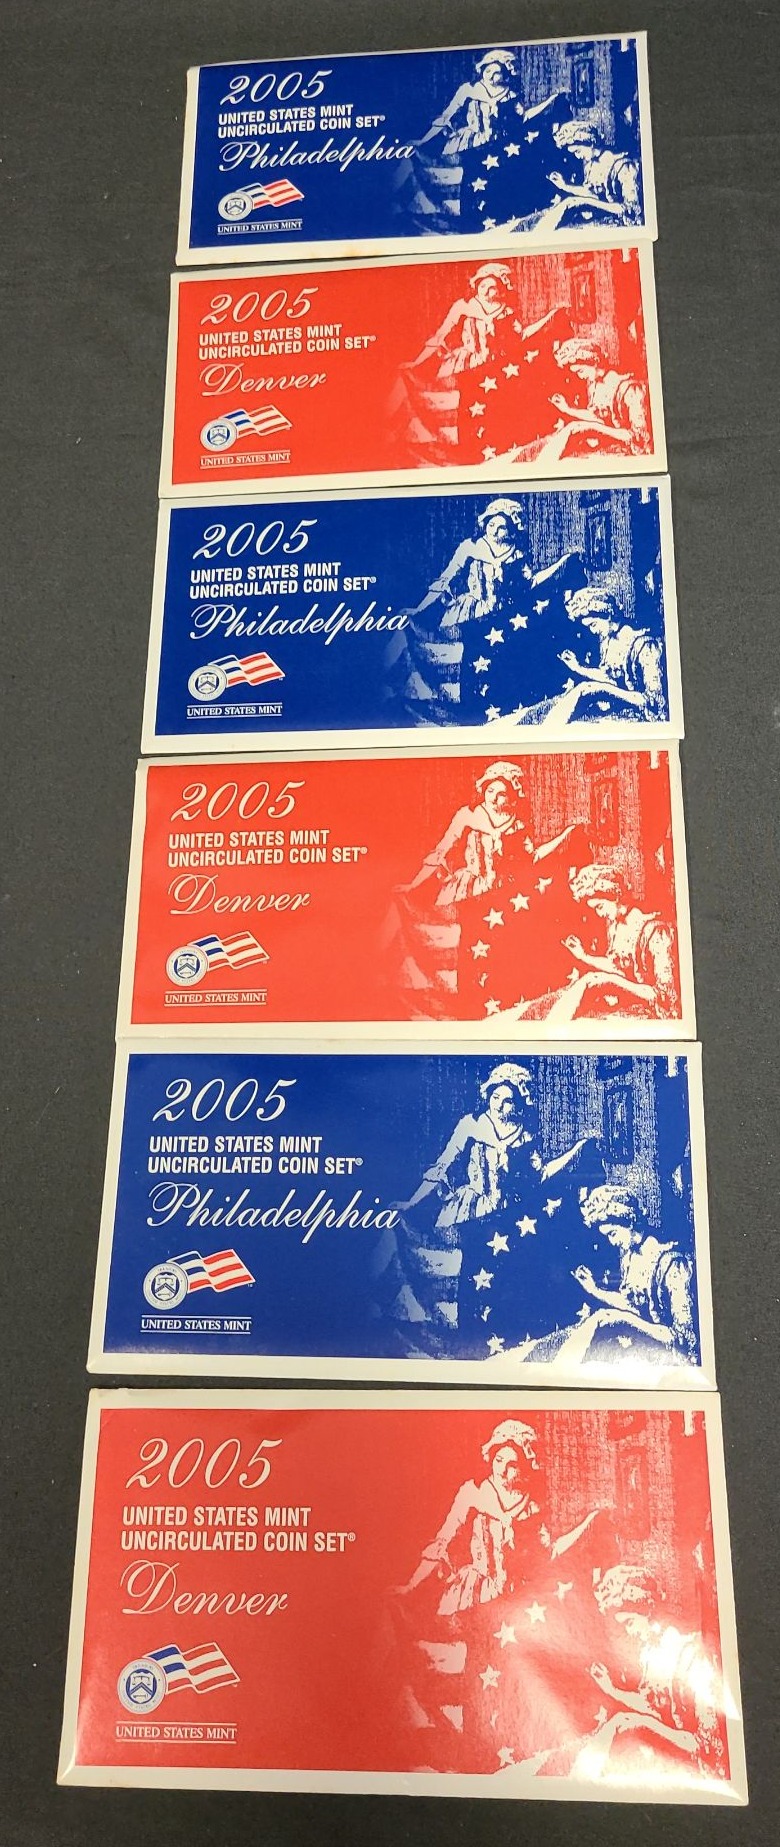 2005
UNITED STATES MINT
UNCIRCULATED COIN SET®
Philadelphia
UNITED STATES MINT
2005
UNITED STATES MINT
UNCIRCULATED COIN SET®
Denver
UNITED STATES MINT
2005
UNITED STATES MINT
UNCIRCULATED COIN SET®
Philadelphia
UNITED STATES MINT
2005
UNITED STATES MINT
UNCIRCULATED COIN SET®
Denver
UNITED STATES MINT
2005
UNITED STATES MINT
UNCIRCULATED COIN SET®
Philadelphia
UNITED STATES MINT
2005
UNITED STATES MINT
UNCIRCULATED COIN SET®
Denver
UNITED STATES MINT